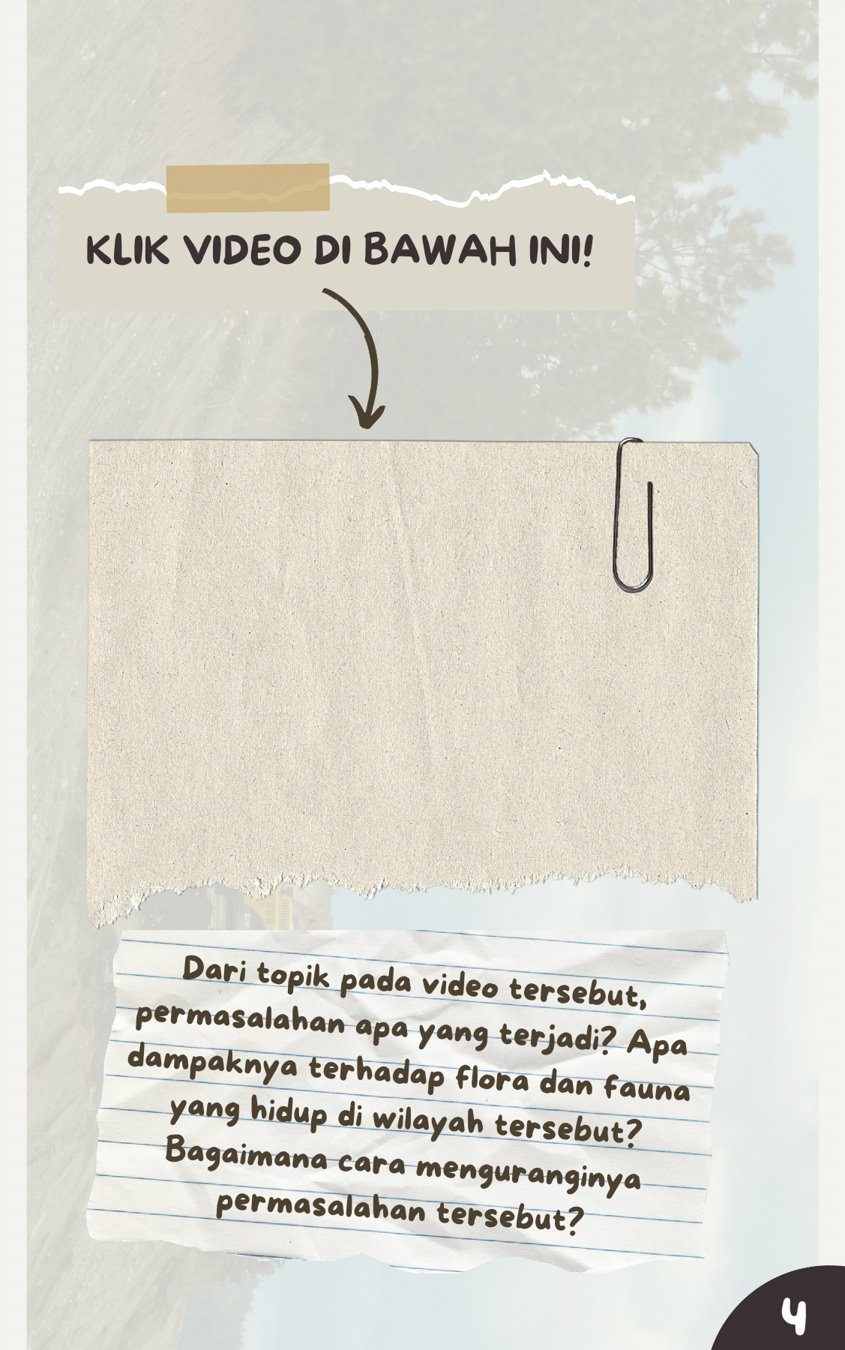 KLIK VIDEO DI BAWAH INI!
Dari topik pada video tersebut,
permasalahan apa yang terjadi? Apa
dampaknya terhadap flora dan fauna
yang hidup di wilayah tersebut?
Bagaimana cara menguranginya
permasalahan tersebut?
4